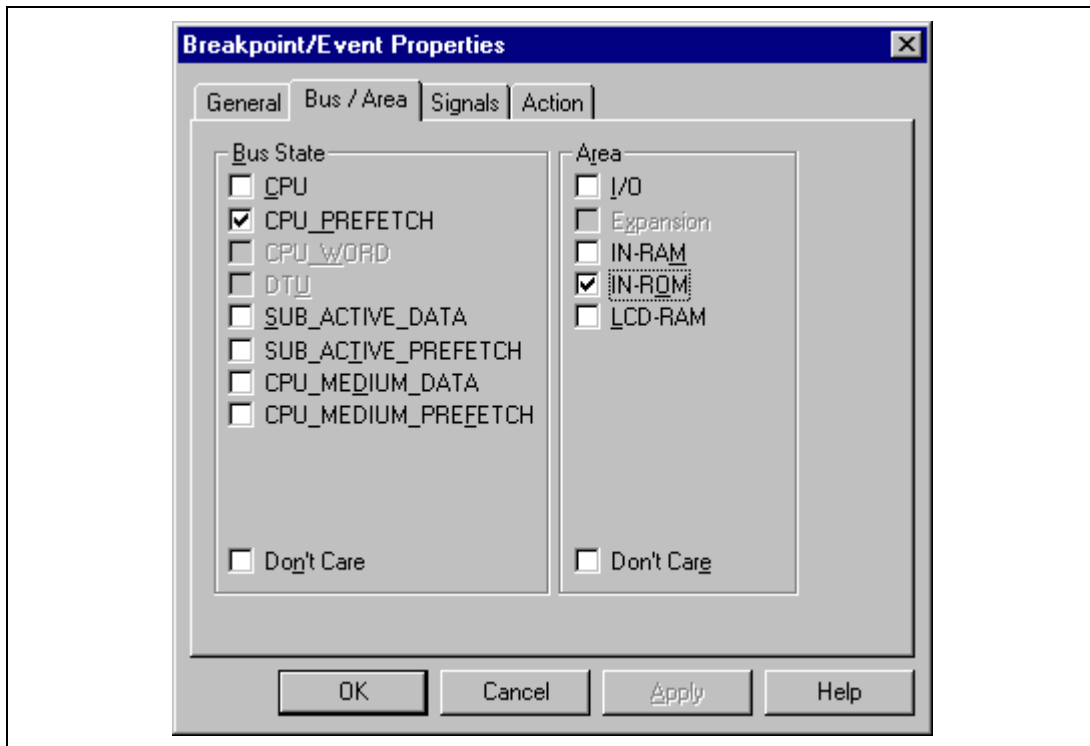 Breakpoint/Event Properties
General
Bus / Area
Signals
Action
Bus State
CPU
CPU_PREFETCH
CPU_WORD
DTU
SUB_ACTIVE_DATA
SUB_ACTIVE_PREFETCH
CPU_MEDIUM_DATA
CPU_MEDIUM_PREFETCH
Don't Care
Area
I/O
Expansion
IN-RAM
IN-ROM
LCD-RAM
Don't Care
OK
Cancel
Apply
Help